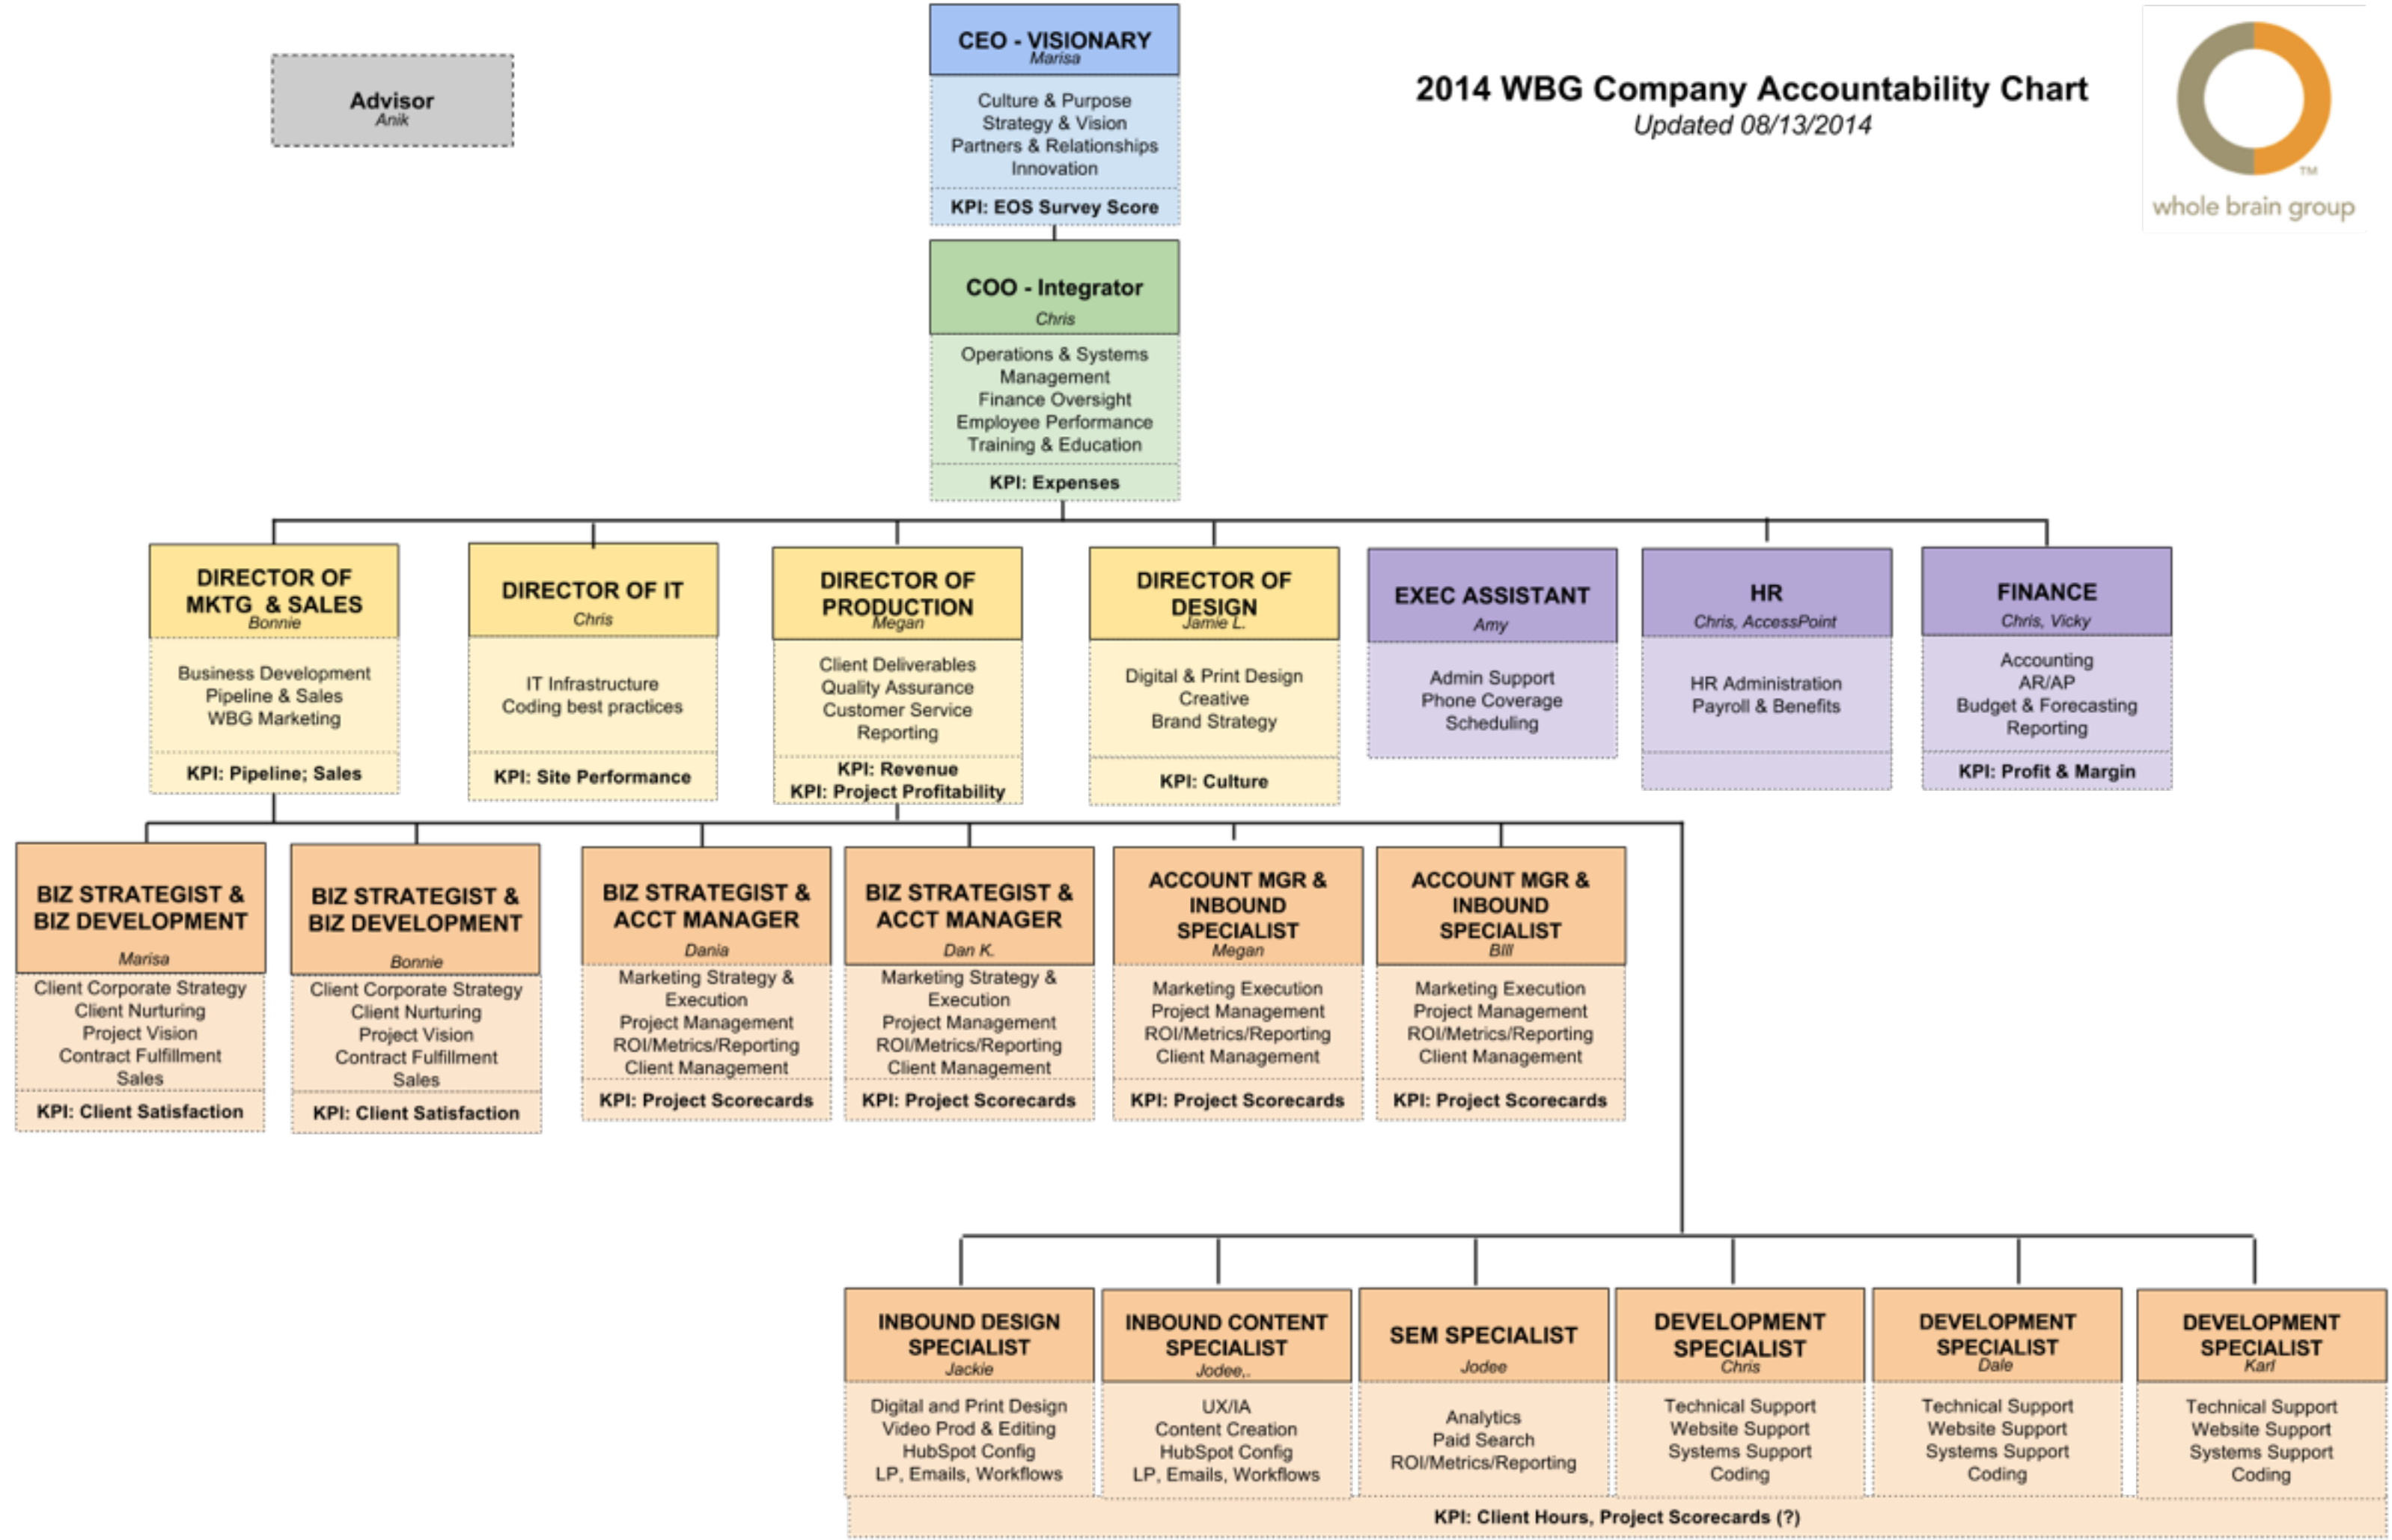 CEO - VISIONARY
Marisa
Culture & Purpose
Strategy & Vision
Partners & Relationships
Innovation
KPI: EOS Survey Score
Advisor
Anik
2014 WBG Company Accountability Chart
Updated 08/13/2014
TM
whole brain group
COO - Integrator
Chris
Operations & Systems
Management
Finance Oversight
Employee Performance
Training & Education
KPI: Expenses
DIRECTOR OF
MKTG & SALES
Bonnie
Business Development
Pipeline & Sales
WBG Marketing
KPI: Pipeline; Sales
DIRECTOR OF IT
Chris
IT Infrastructure
Coding best practices
KPI: Site Performance
DIRECTOR OF
PRODUCTION
Megan
Client Deliverables
Quality Assurance
Customer Service
Reporting
KPI: Revenue
KPI: Project Profitability
DIRECTOR OF
DESIGN
Jamie L.
Digital & Print Design
Creative
Brand Strategy
KPI: Culture
EXEC ASSISTANT
Amy
Admin Support
Phone Coverage
Scheduling
HR
Chris, AccessPoint
HR Administration
Payroll & Benefits
FINANCE
Chris, Vicky
Accounting
AR/AP
Budget & Forecasting
Reporting
KPI: Profit & Margin
BIZ STRATEGIST &
BIZ DEVELOPMENT
Marisa
Client Corporate Strategy
Client Nurturing
Project Vision
Contract Fulfillment
Sales
KPI: Client Satisfaction
BIZ STRATEGIST &
BIZ DEVELOPMENT
Bonnie
Client Corporate Strategy
Client Nurturing
Project Vision
Contract Fulfillment
Sales
KPI: Client Satisfaction
BIZ STRATEGIST &
ACCT MANAGER
Dania
Marketing Strategy &
Execution
Project Management
ROI/Metrics/Reporting
Client Management
KPI: Project Scorecards
BIZ STRATEGIST &
ACCT MANAGER
Dan K.
Marketing Strategy &
Execution
Project Management
ROI/Metrics/Reporting
Client Management
KPI: Project Scorecards
ACCOUNT MGR &
INBOUND
SPECIALIST
Megan
Marketing Execution
Project Management
ROI/Metrics/Reporting
Client Management
KPI: Project Scorecards
ACCOUNT MGR &
INBOUND
SPECIALIST
BIll
Marketing Execution
Project Management
ROI/Metrics/Reporting
Client Management
KPI: Project Scorecards
INBOUND DESIGN
SPECIALIST
Jackie
Digital and Print Design
Video Prod & Editing
HubSpot Config
LP, Emails, Workflows
INBOUND CONTENT
SPECIALIST
Jodee,.
UX/IA
Content Creation
HubSpot Config
LP, Emails, Workflows
SEM SPECIALIST
Jodee
Analytics
Paid Search
ROI/Metrics/Reporting
DEVELOPMENT
SPECIALIST
Chris
Technical Support
Website Support
Systems Support
Coding
DEVELOPMENT
SPECIALIST
Dale
Technical Support
Website Support
Systems Support
Coding
DEVELOPMENT
SPECIALIST
Karl
Technical Support
Website Support
Systems Support
Coding
KPI: Client Hours, Project Scorecards (?)